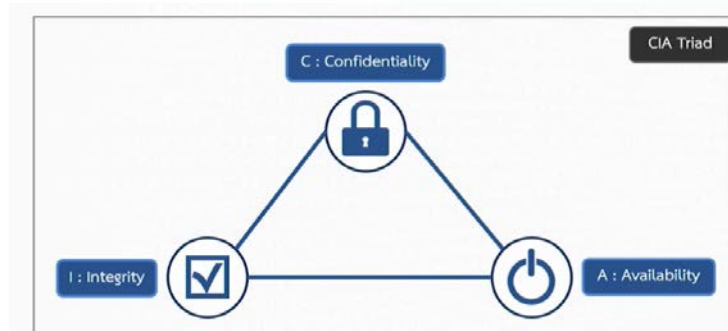 CIA Triad
C : Confidentiality
I : Integrity
A : Availability